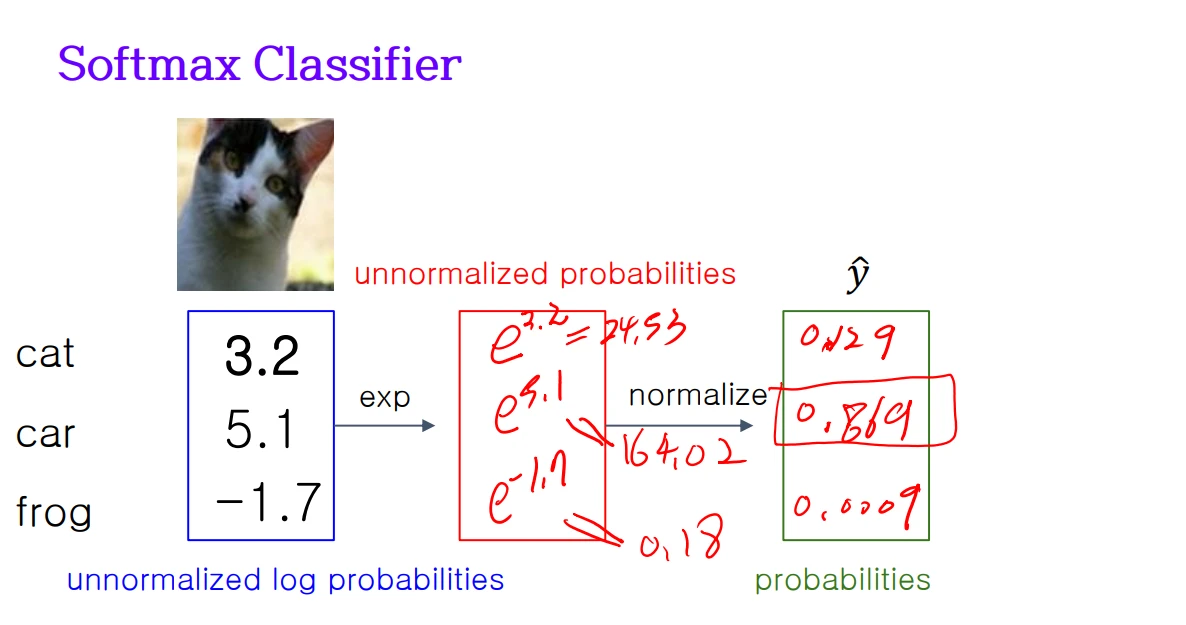 Softmax Classifier
unnormalized probabilities
ŷ
cat
3.2
e^3.2 = 24.53
0.129
exp
normalize
car
5.1
e^5.1
164.02
0.869
frog
-1.7
e^-1.7
0.18
0.0009
unnormalized log probabilities
probabilities